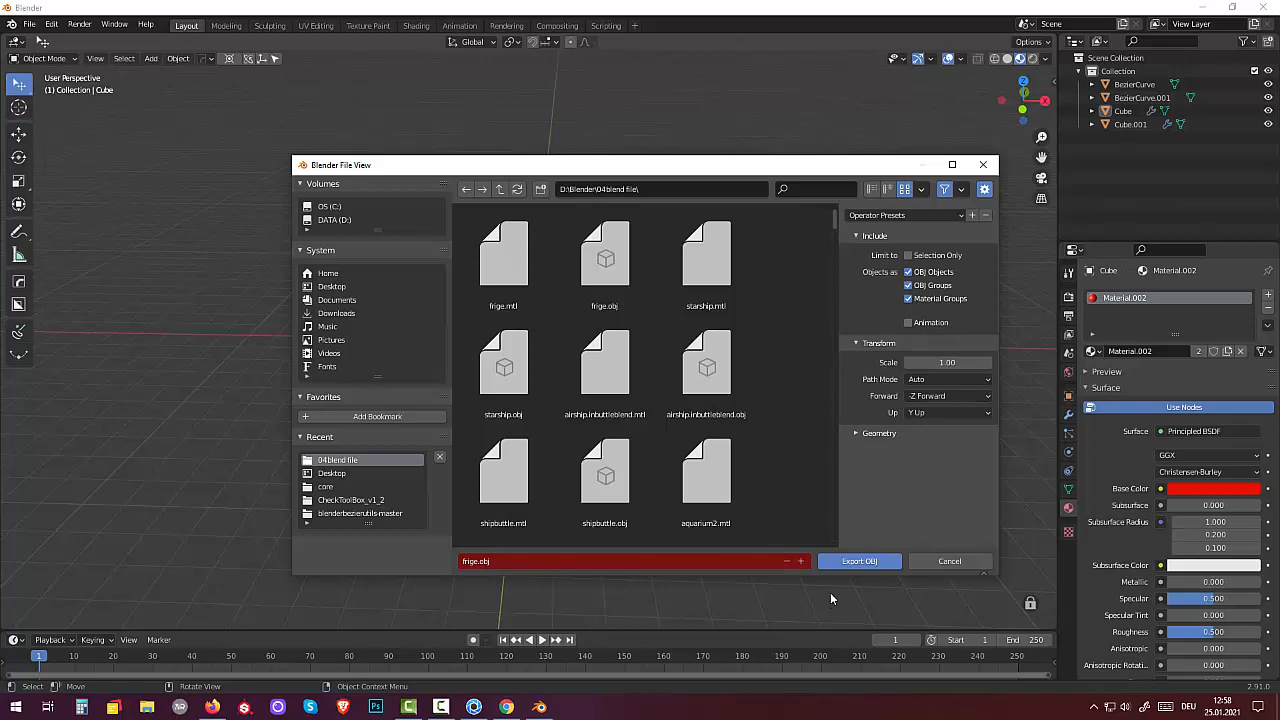 Blender
File Edit Render Window Help
Layout Modeling Sculpting UV Editing Texture Paint Shading Animation Rendering Compositing Scripting +
Scene
View Layer
Global
Options
Object Mode View Select Add Object
User Perspective
(1) Collection | Cube
Z
X
Scene Collection
Collection
BezierCurve
BezierCurve.001
Cube
Cube.001
Blender File View
Volumes
OS (C:)
DATA (D:)
System
Home
Desktop
Documents
Downloads
Music
Pictures
Videos
Fonts
Favorites
Add Bookmark
Recent
04blend file
Desktop
core
CheckToolBox_v1_2
blenderbezierutils-master
D:\Blender\04blend file\
frige.mtl
frige.obj
starship.mtl
starship.obj
airship.inbuttleblend.mtl
airship.inbuttleblend.obj
shipbuttle.mtl
shipbuttle.obj
aquarium2.mtl
frige.obj
Export OBJ
Cancel
Operator Presets
Include
Limit to Selection Only
Objects as OBJ Objects
OBJ Groups
Material Groups
Animation
Transform
Scale 1.00
Path Mode Auto
Forward -Z Forward
Up Y Up
Geometry
Cube Material.002
Material.002
Material.002 2
Preview
Surface
Use Nodes
Surface Principled BSDF
GGX
Christensen-Burley
Base Color
Subsurface 0.000
Subsurface Radius 1.000
0.200
0.100
Subsurface Color
Metallic 0.000
Specular 0.500
Specular Tint 0.000
Roughness 0.500
Anisotropic 0.000
Anisotropic Rotati... 0.000
Playback Keying View Marker
1 Start 1 End 250
1 10 20 30 40 50 60 70 80 90 100 110 120 130 140 150 160 170 180 190 200 210 220 230 240 250
Select Move Rotate View Object Context Menu 2.91.0
Ps
DEU
12:58
25.01.2021